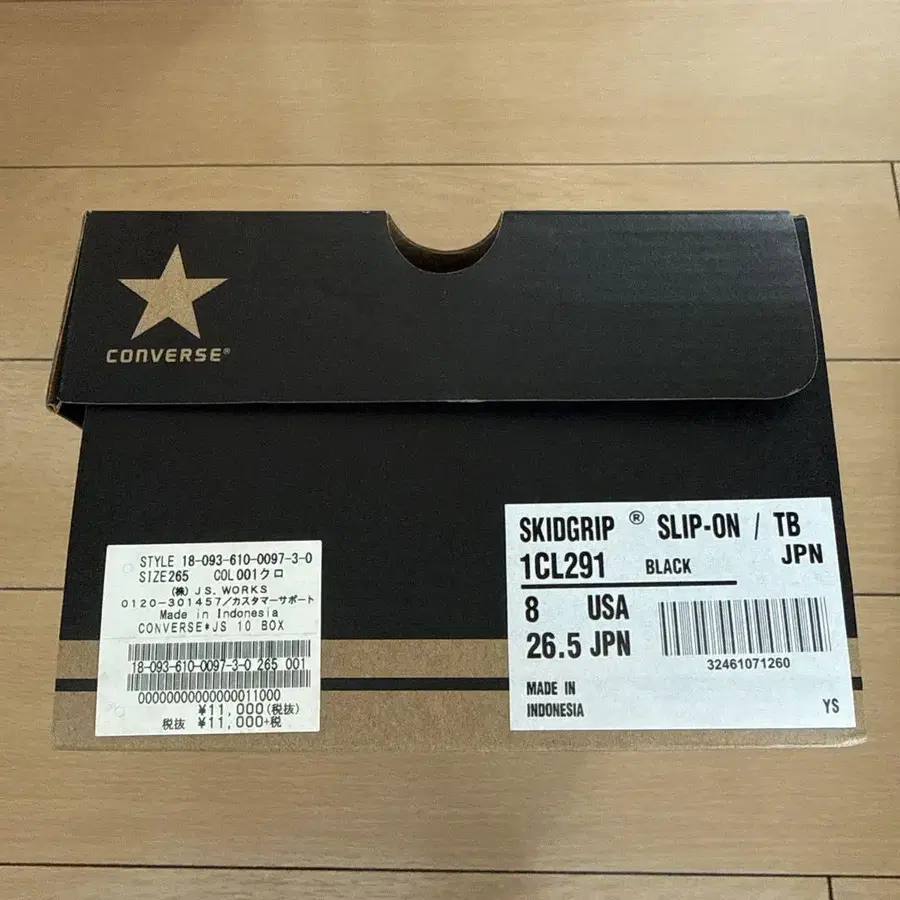 CONVERSE®
STYLE 18-093-610-0097-3-0
SIZE265 COL001クロ
(株) J S. WORKS
0120-301457/カスタマーサポート
Made in Indonesia
CONVERSE*JS 10 BOX
18-093-610-0097-3-0 265 001
00000000000000011000
¥11,000(税抜)
税抜 ¥11,000+税
SKIDGRIP ® SLIP-ON / TB
JPN
1CL291 BLACK
8 USA
26.5 JPN
32461071260
MADE IN
INDONESIA
YS